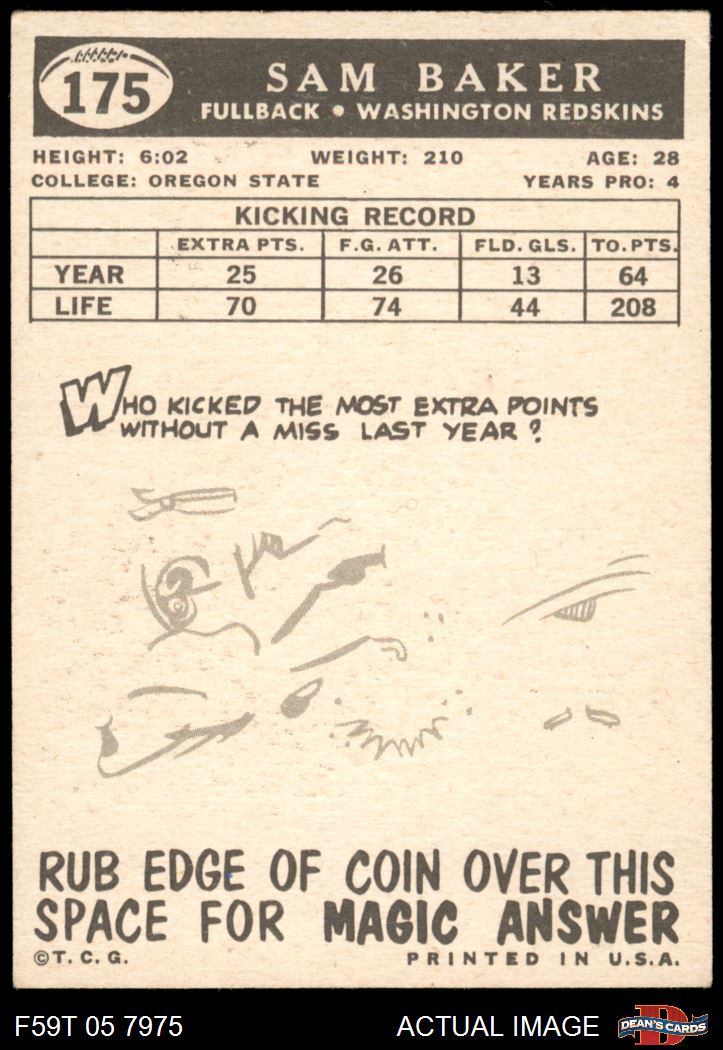 175
SAM BAKER
FULLBACK • WASHINGTON REDSKINS
HEIGHT: 6:02 WEIGHT: 210 AGE: 28
COLLEGE: OREGON STATE YEARS PRO: 4
KICKING RECORD
EXTRA PTS. F.G. ATT. FLD. GLS. TO. PTS.
YEAR 25 26 13 64
LIFE 70 74 44 208
WHO KICKED THE MOST EXTRA POINTS
WITHOUT A MISS LAST YEAR?
RUB EDGE OF COIN OVER THIS
SPACE FOR MAGIC ANSWER
©T.C.G. PRINTED IN U.S.A.
F59T 05 7975 ACTUAL IMAGE D DEAN'S CARDS